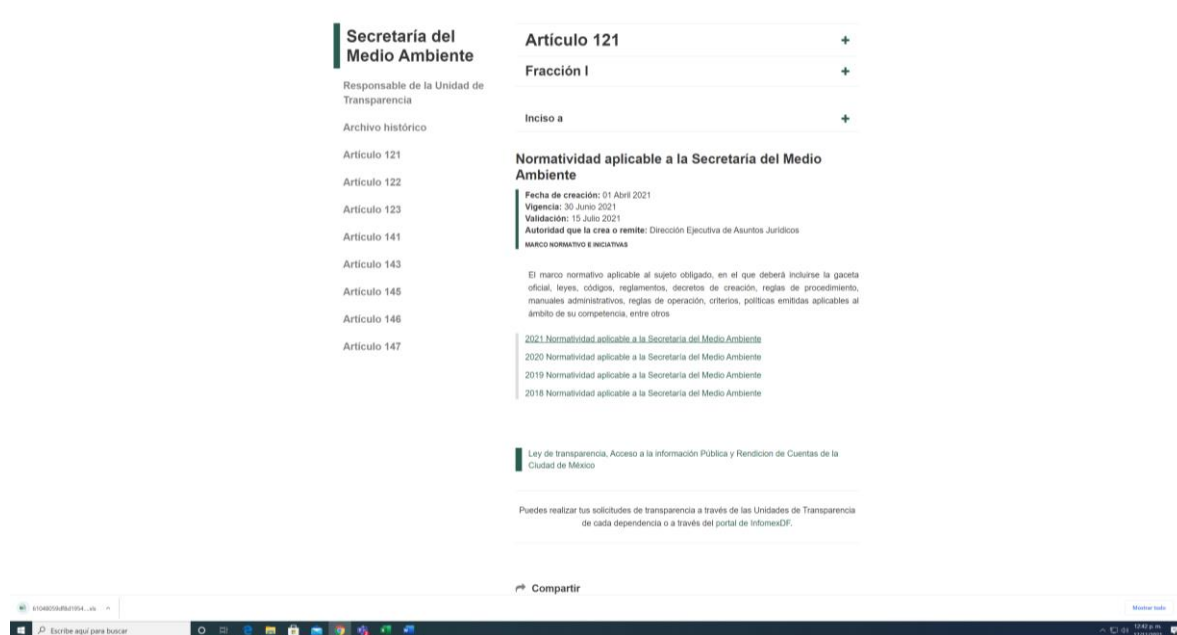 Secretaría del
Medio Ambiente
Responsable de la Unidad de
Transparencia
Archivo histórico
Artículo 121
Artículo 122
Artículo 123
Artículo 141
Artículo 143
Artículo 145
Artículo 146
Artículo 147
Artículo 121 +
Fracción I +
Inciso a +
Normatividad aplicable a la Secretaría del Medio
Ambiente
Fecha de creación: 01 Abril 2021
Vigencia: 30 Junio 2021
Validación: 15 Julio 2021
Autoridad que la crea o remite: Dirección Ejecutiva de Asuntos Jurídicos
MARCO NORMATIVO E INICIATIVAS
El marco normativo aplicable al sujeto obligado, en el que deberá incluirse la gaceta
oficial, leyes, códigos, reglamentos, decretos de creación, reglas de procedimiento,
manuales administrativos, reglas de operación, criterios, políticas emitidas aplicables al
ámbito de su competencia, entre otros
2021 Normatividad aplicable a la Secretaría del Medio Ambiente
2020 Normatividad aplicable a la Secretaría del Medio Ambiente
2019 Normatividad aplicable a la Secretaría del Medio Ambiente
2018 Normatividad aplicable a la Secretaría del Medio Ambiente
Ley de transparencia, Acceso a la información Pública y Rendicion de Cuentas de la
Ciudad de México
Puedes realizar tus solicitudes de transparencia a través de las Unidades de Transparencia
de cada dependencia o a través del portal de InfomexDF.
Compartir
Mostrar todo
Escribe aquí para buscar
12:42 p. m.